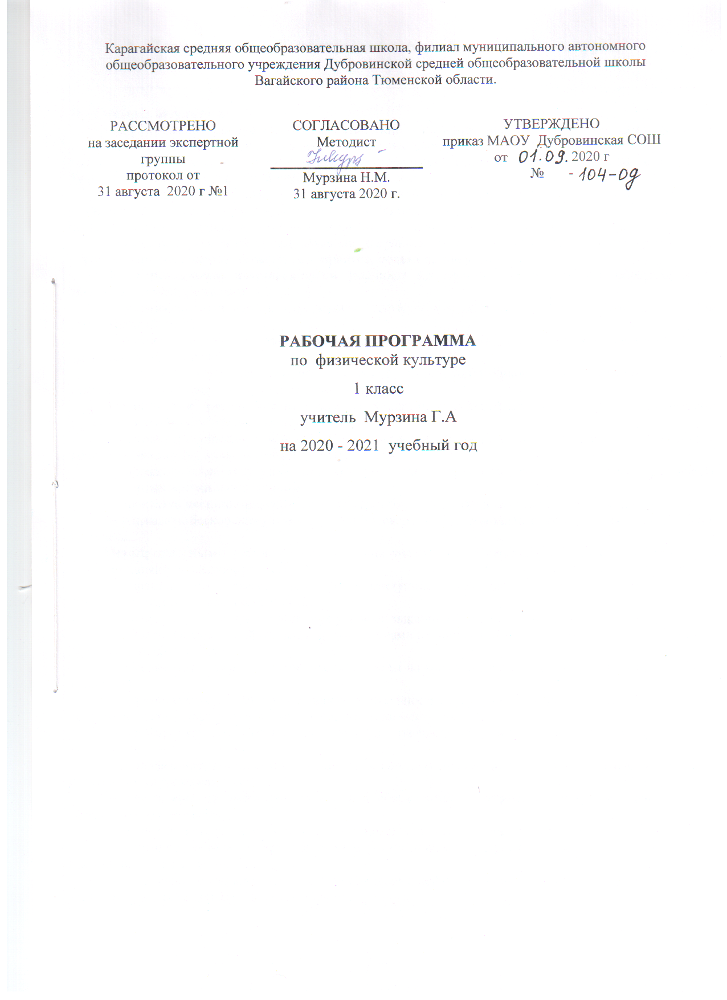 Карагайская средняя общеобразовательная школа, филиал муниципального автономного
общеобразовательного учреждения Дубровинской средней общеобразовательной школы
Вагайского района Тюменской области.
РАССМОТРЕНО
на заседании экспертной
группы
протокол от
31 августа 2020 г №1
СОГЛАСОВАНО
Методист
Мурзина Н.М.
31 августа 2020 г.
УТВЕРЖДЕНО
приказ МАОУ Дубровинская СОШ
от 01.09. 2020 г
№ - 104-од
РАБОЧАЯ ПРОГРАММА
по физической культуре
1 класс
учитель Мурзина Г.А
на 2020 - 2021 учебный год